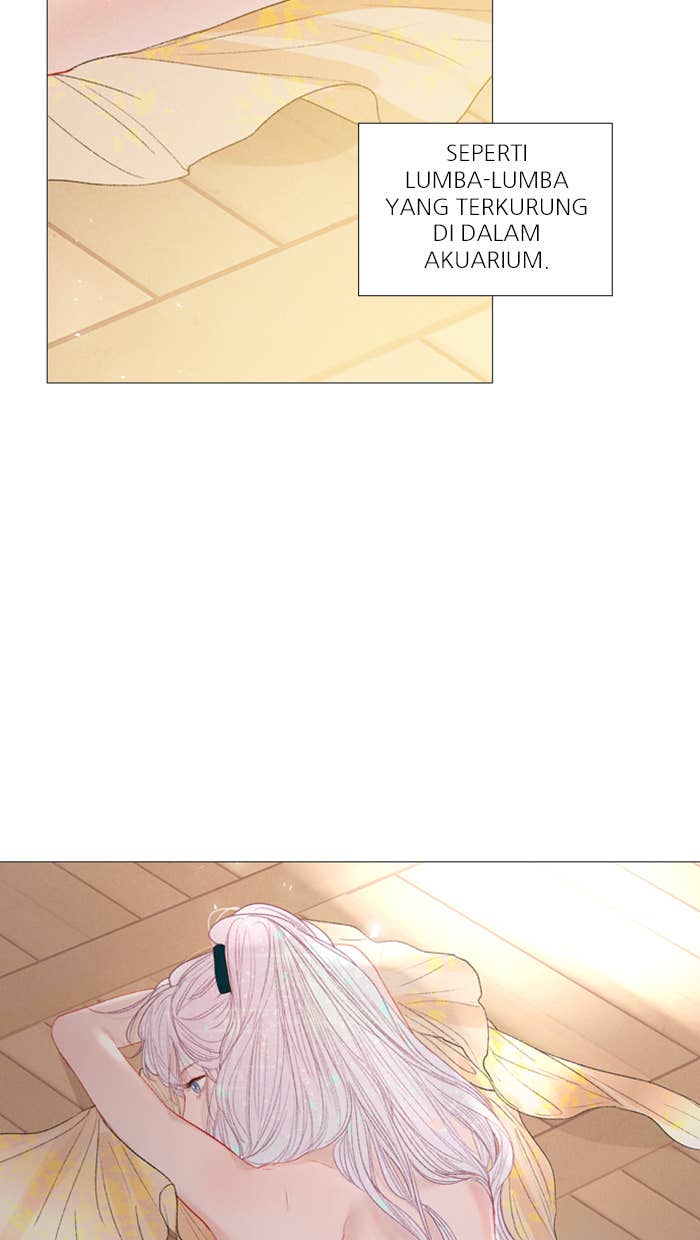 SEPERTI
LUMBA-LUMBA
YANG TERKURUNG
DI DALAM
AKUARIUM.